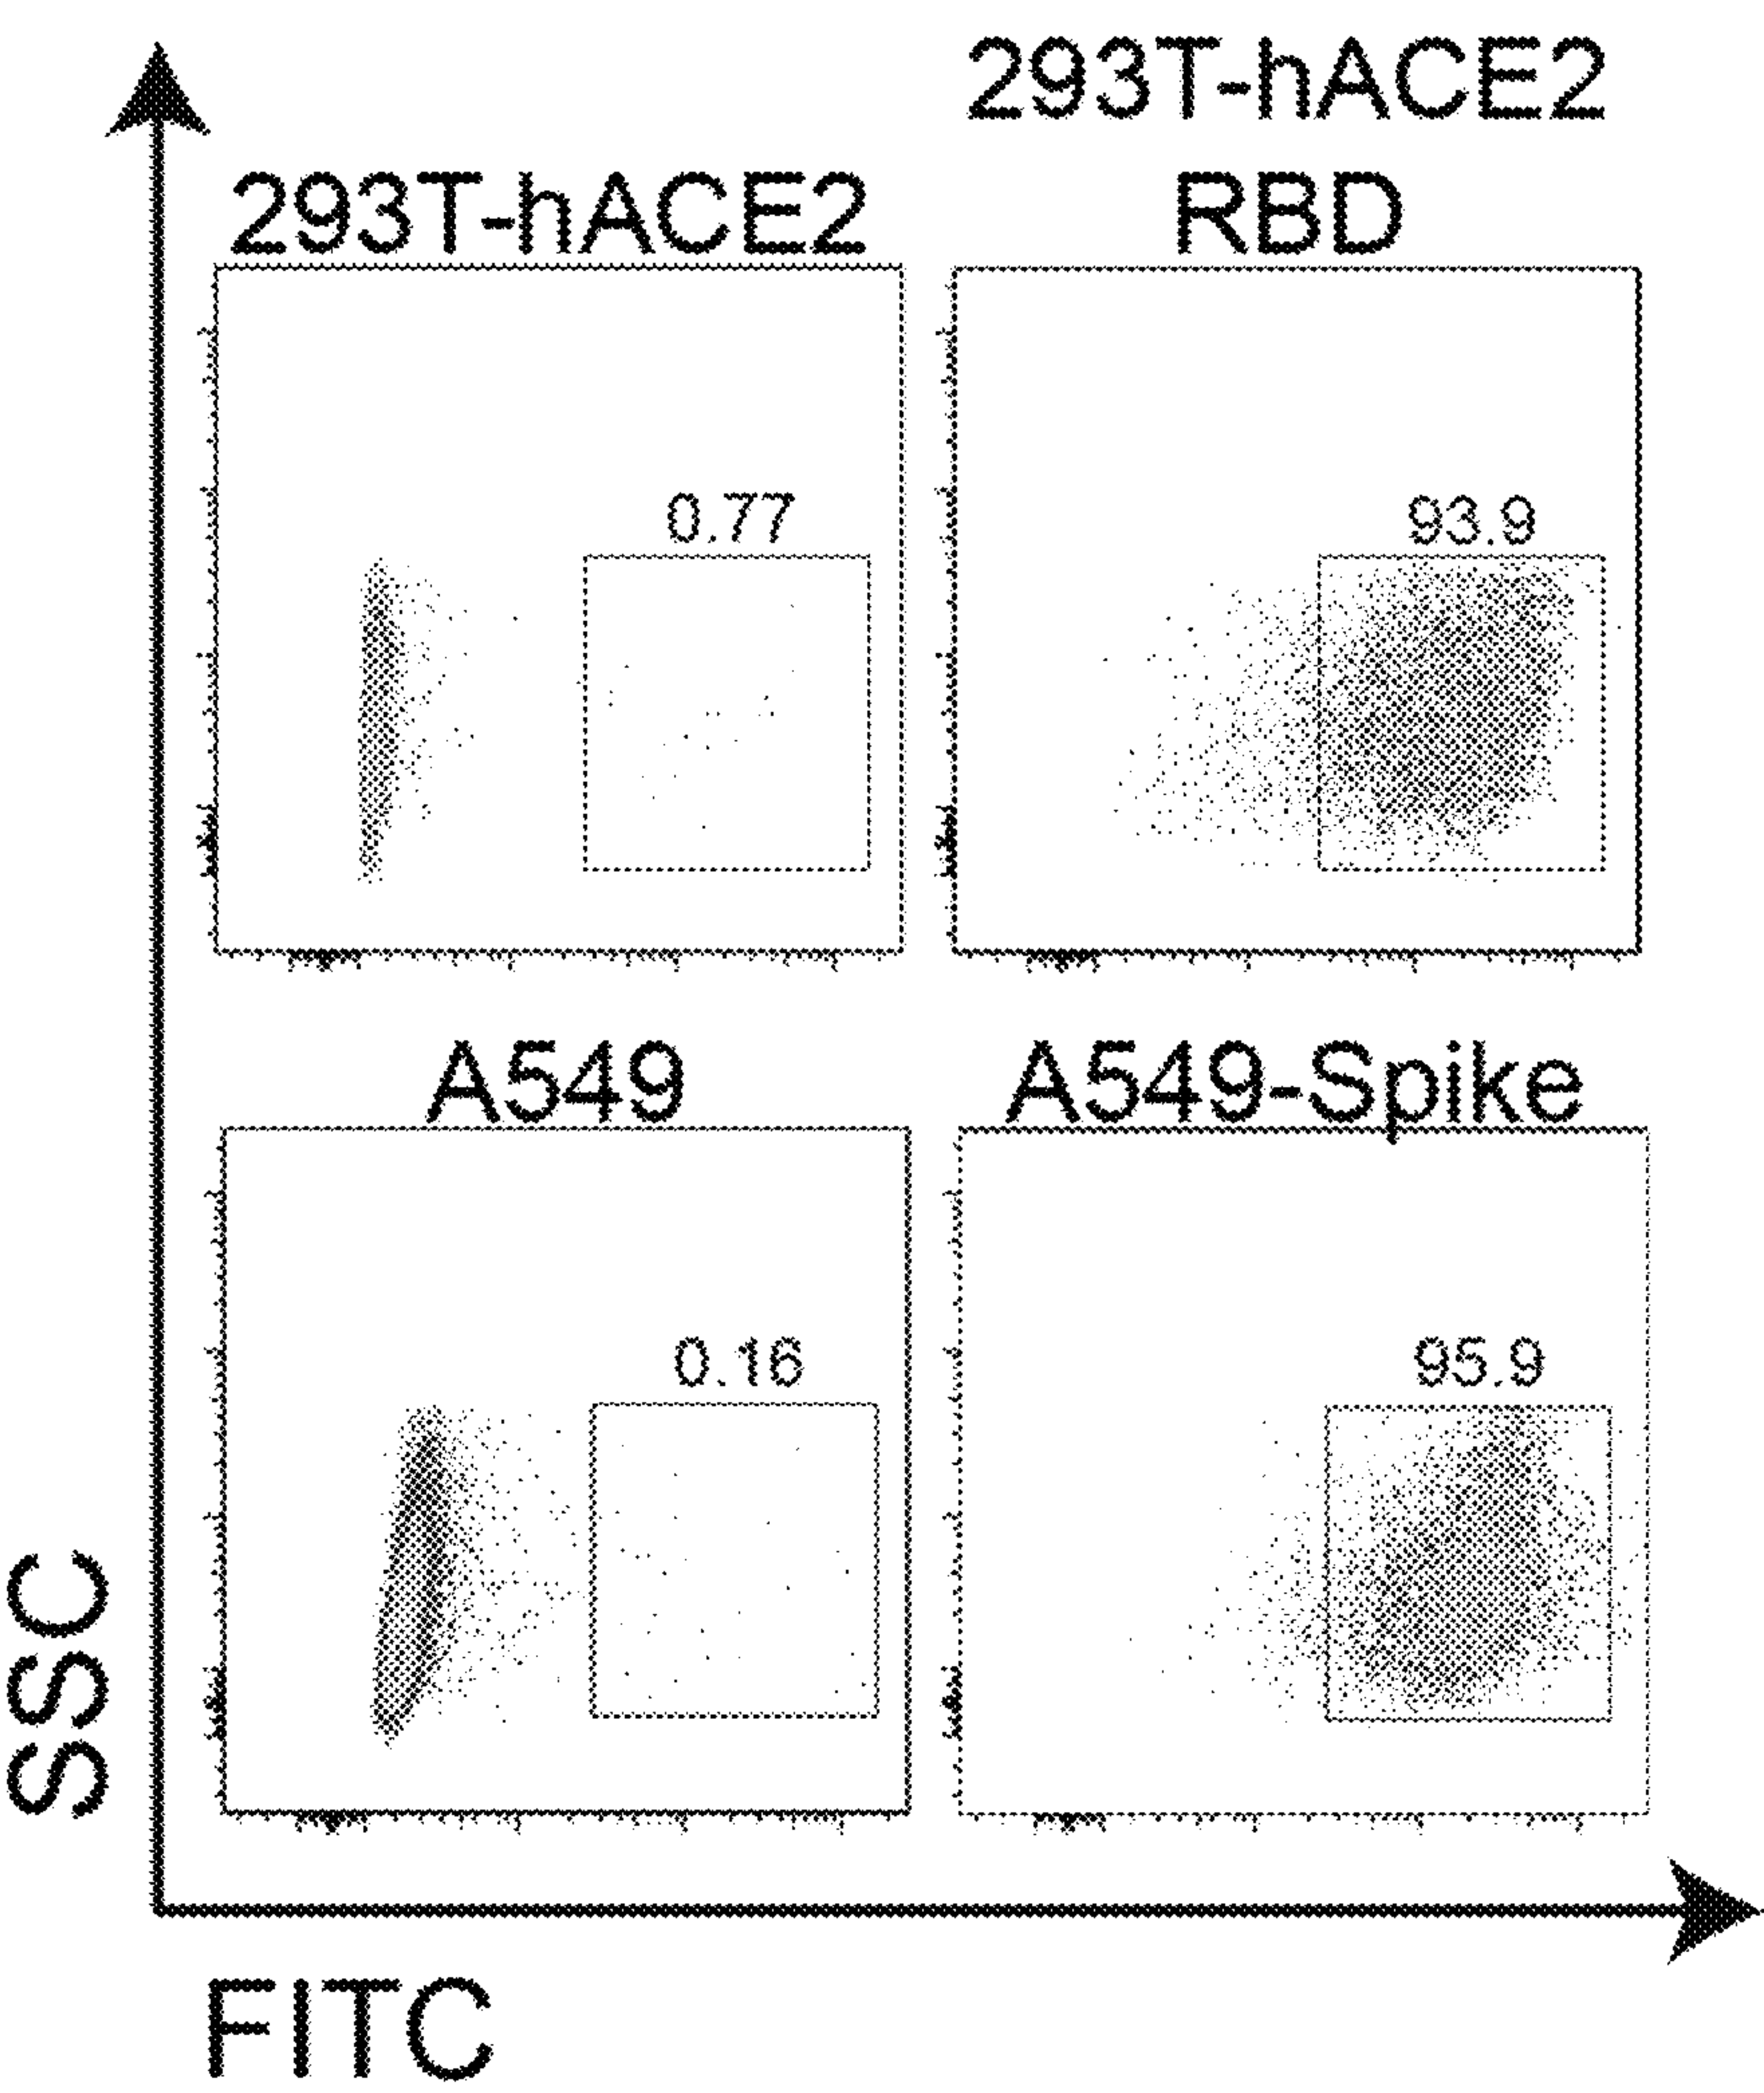 293T-hACE2
293T-hACE2
RBD
0.77
93.9
A549
A549-Spike
0.16
95.9
SSC
FITC